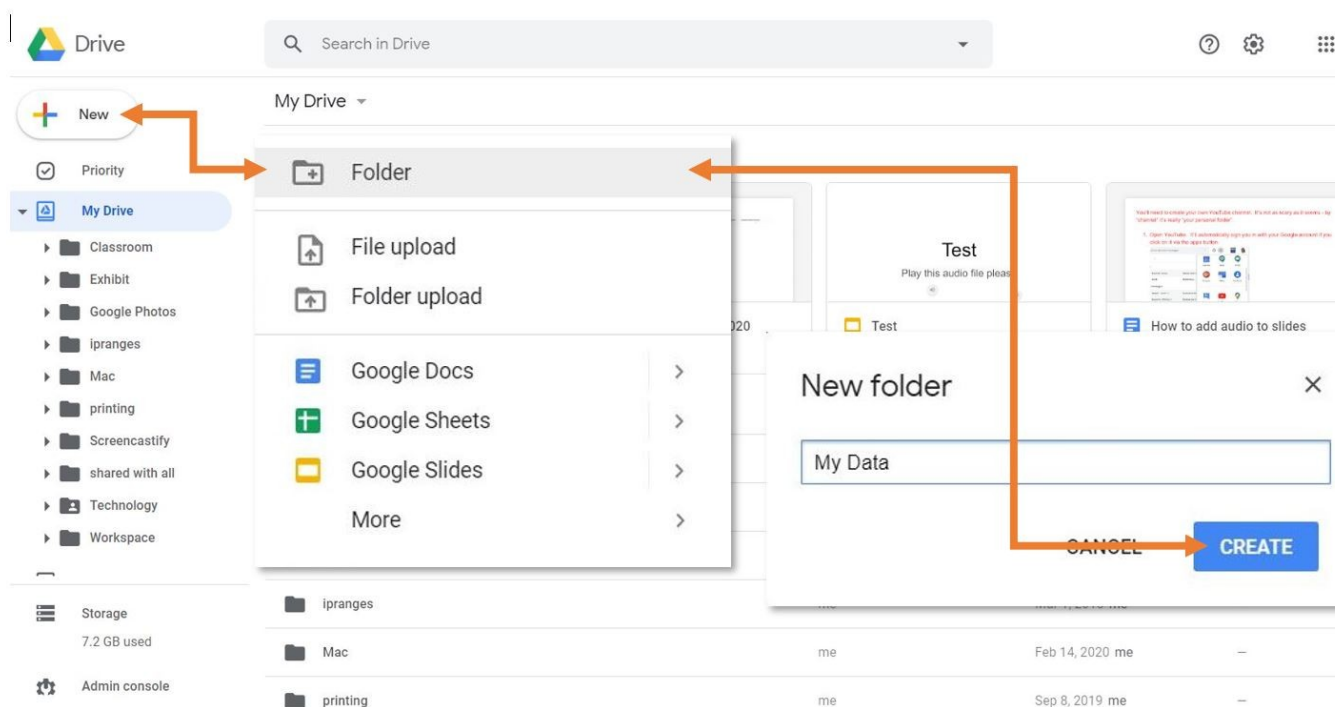 Drive
Search in Drive
New
My Drive
Priority
My Drive
Classroom
Exhibit
Google Photos
ipranges
Mac
printing
Screencastify
shared with all
Technology
Workspace
Storage
7.2 GB used
Admin console
Folder
File upload
Folder upload
Google Docs
Google Sheets
Google Slides
More
Test
Play this audio file pleas
020
Test
How to add audio to slides
New folder
My Data
CANCEL
CREATE
ipranges
Mac me Feb 14, 2020 me –
printing me Sep 8, 2019 me –